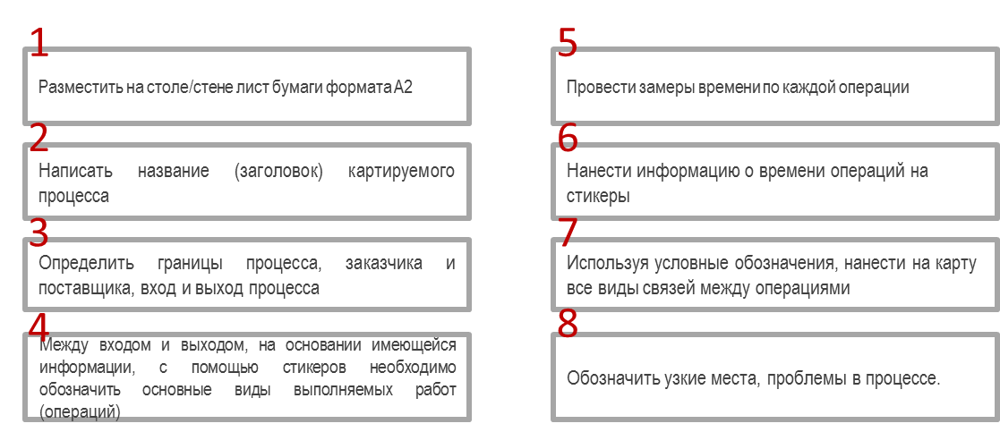 1
Разместить на столе/стене лист бумаги формата А2
2
Написать название (заголовок) картируемого
процесса
3
Определить границы процесса, заказчика и
поставщика, вход и выход процесса
4
Между входом и выходом, на основании имеющейся
информации, с помощью стикеров необходимо
обозначить основные виды выполняемых работ
(операций)
5
Провести замеры времени по каждой операции
6
Нанести информацию о времени операций на
стикеры
7
Используя условные обозначения, нанести на карту
все виды связей между операциями
8
Обозначить узкие места, проблемы в процессе.